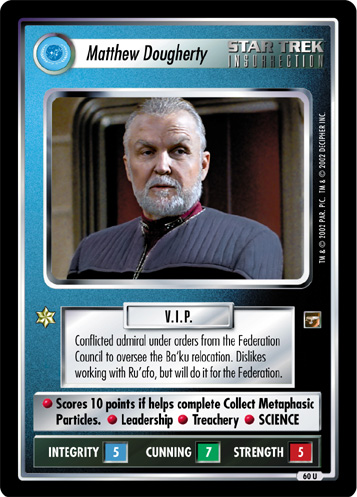 Matthew Dougherty
STAR TREK
INSURRECTION
TM & © 2002 PAR. PIC. TM & © 2002 DECIPHER INC.
V.I.P.
Conflicted admiral under orders from the Federation
Council to oversee the Ba'ku relocation. Dislikes
working with Ru'afo, but will do it for the Federation.
● Scores 10 points if helps complete Collect Metaphasic
Particles. ● Leadership ● Treachery ● SCIENCE
INTEGRITY 5 CUNNING 7 STRENGTH 5
60 U